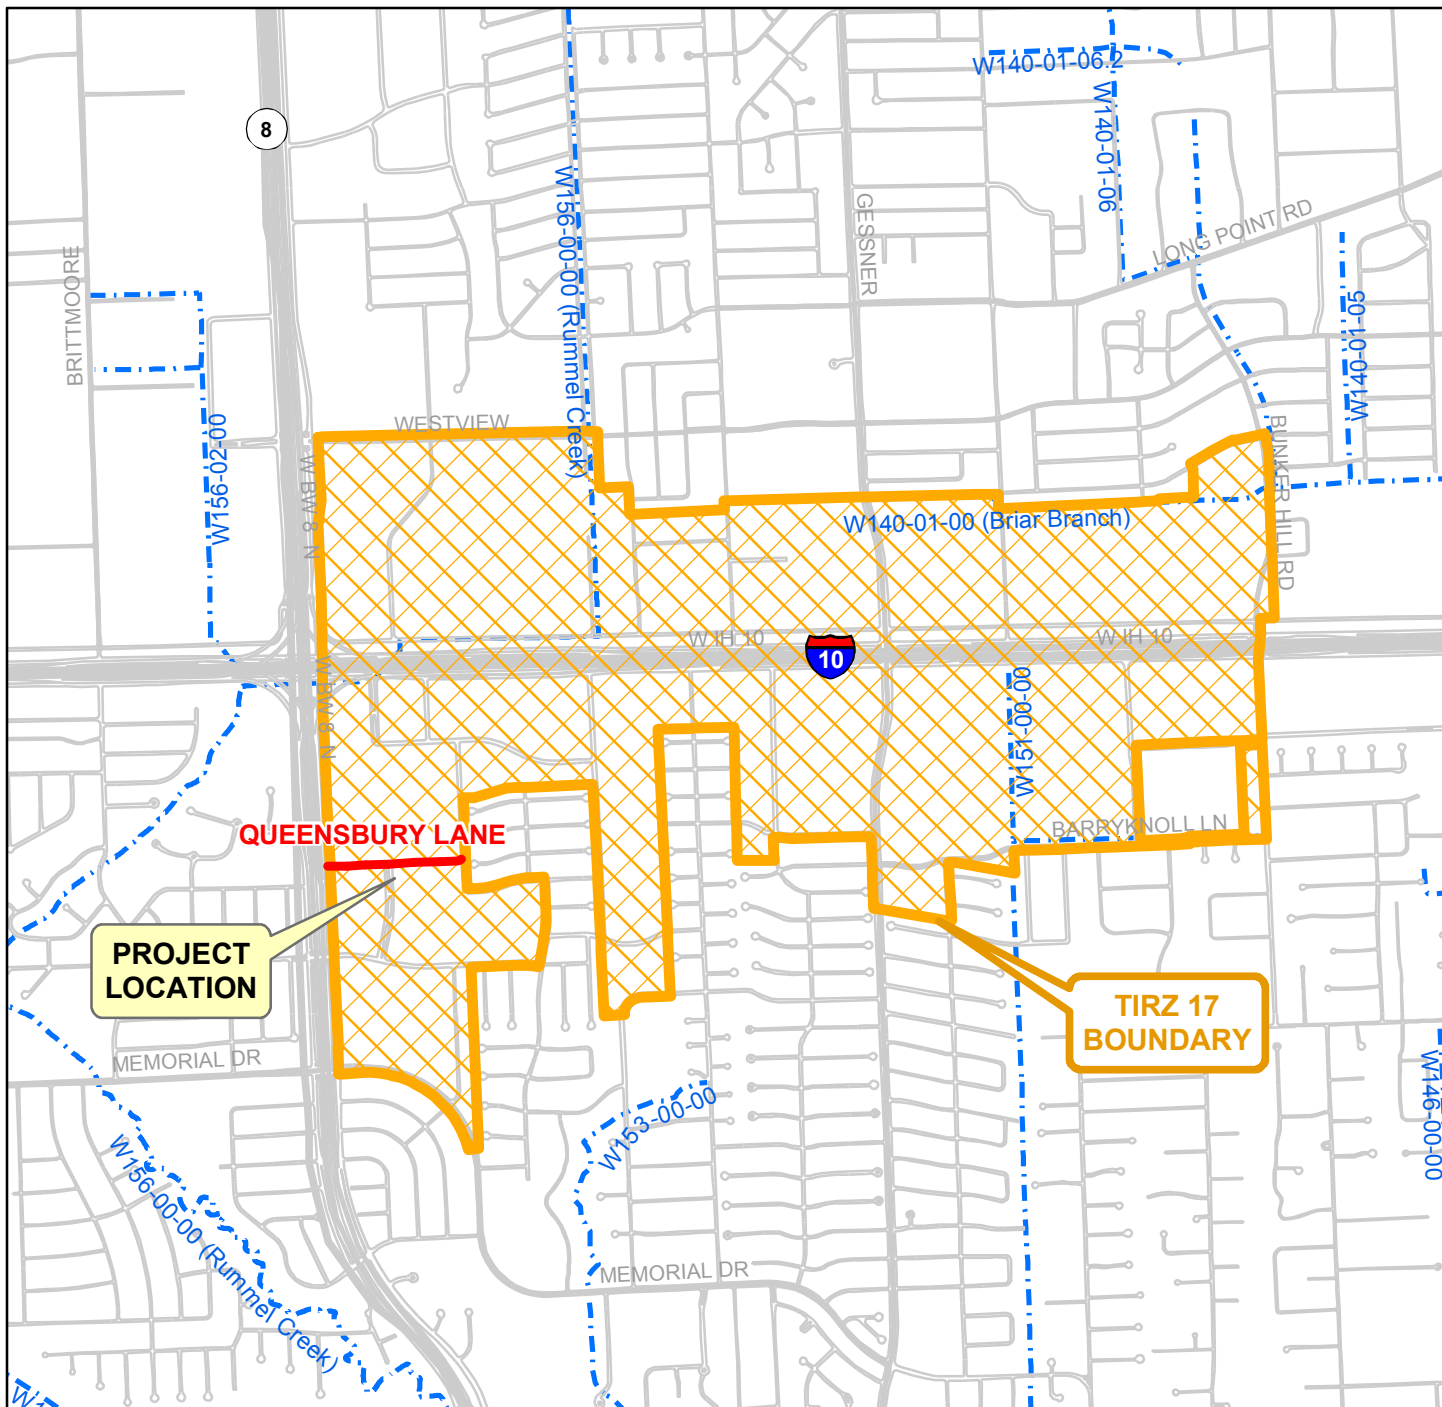 W140-01-06.2
W140-01-06
8
W156-00-00 (Rummel Creek)
GESSNER
LONG POINT RD
BRITTMOORE
W140-01-05
WESTVIEW
W156-02-00
BUNKER HILL RD
W BW 8 N
W140-01-00 (Briar Branch)
W IH 10
W IH 10
10
W BW 8 N
W151-00-00
QUEENSBURY LANE
BARRYKNOLL LN
PROJECT
LOCATION
TIRZ 17
BOUNDARY
MEMORIAL DR
W153-00-00
W146-00-00
W156-00-00 (Rummel Creek)
MEMORIAL DR